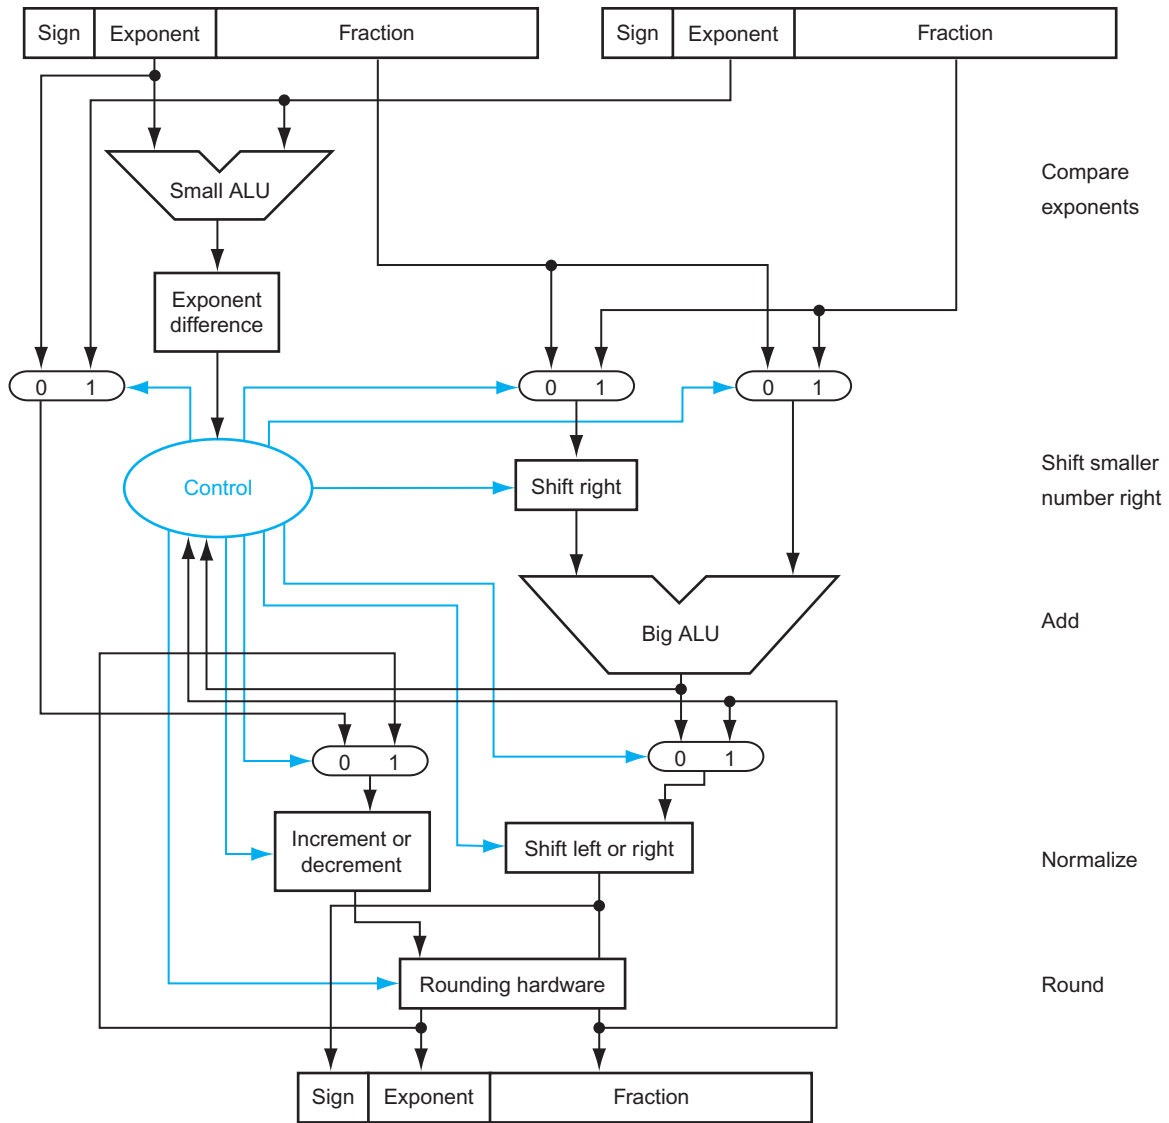 Sign Exponent Fraction
Sign Exponent Fraction
Compare
exponents
Small ALU
Exponent
difference
0 1
0 1
0 1
Control
Shift right
Shift smaller
number right
Big ALU
Add
0 1
0 1
Increment or
decrement
Shift left or right
Normalize
Rounding hardware
Round
Sign Exponent Fraction